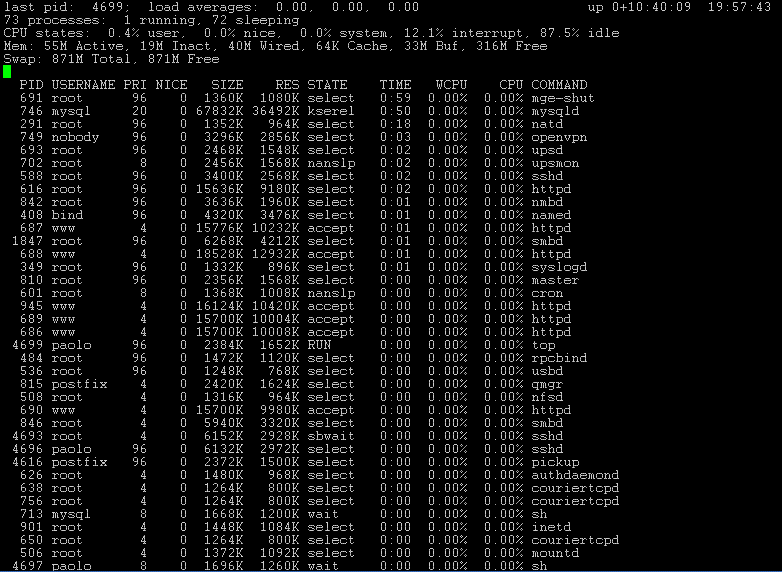 last pid:  4699;  load averages:  0.00,  0.00,  0.00    up 0+10:40:09  19:57:43
73 processes:  1 running, 72 sleeping
CPU states:  0.4% user,  0.0% nice,  0.0% system, 12.1% interrupt, 87.5% idle
Mem: 55M Active, 19M Inact, 40M Wired, 64K Cache, 33M Buf, 316M Free
Swap: 871M Total, 871M Free
PID USERNAME PRI NICE   SIZE    RES STATE    TIME   WCPU    CPU COMMAND
691 root      96    0  1360K  1080K select   0:59  0.00%  0.00% mge-shut
746 mysql     20    0 67832K 36492K kserel   0:50  0.00%  0.00% mysqld
291 root      96    0  1352K   964K select   0:18  0.00%  0.00% natd
749 nobody    96    0  3296K  2856K select   0:03  0.00%  0.00% openvpn
693 root      96    0  2468K  1548K select   0:02  0.00%  0.00% upsd
702 root       8    0  2456K  1568K nanslp   0:02  0.00%  0.00% upsmon
588 root      96    0  3400K  2568K select   0:02  0.00%  0.00% sshd
616 root      96    0 15636K  9180K select   0:02  0.00%  0.00% httpd
842 root      96    0  3636K  1960K select   0:01  0.00%  0.00% nmbd
408 bind      96    0  4320K  3476K select   0:01  0.00%  0.00% named
687 www        4    0 15776K 10232K accept   0:01  0.00%  0.00% httpd
1847 root      96    0  6268K  4212K select   0:01  0.00%  0.00% smbd
688 www        4    0 18528K 12932K accept   0:01  0.00%  0.00% httpd
349 root      96    0  1332K   896K select   0:01  0.00%  0.00% syslogd
810 root      96    0  2356K  1568K select   0:00  0.00%  0.00% master
601 root       8    0  1368K  1008K nanslp   0:00  0.00%  0.00% cron
945 www        4    0 16124K 10420K accept   0:00  0.00%  0.00% httpd
689 www        4    0 15700K 10004K accept   0:00  0.00%  0.00% httpd
686 www        4    0 15700K 10008K accept   0:00  0.00%  0.00% httpd
4699 paolo     96    0  2384K  1652K RUN      0:00  0.00%  0.00% top
484 root      96    0  1472K  1120K select   0:00  0.00%  0.00% rpcbind
536 root      96    0  1248K   768K select   0:00  0.00%  0.00% usbd
815 postfix    4    0  2420K  1624K select   0:00  0.00%  0.00% qmgr
508 root       4    0  1316K   964K select   0:00  0.00%  0.00% nfsd
690 www        4    0 15700K  9980K accept   0:00  0.00%  0.00% httpd
846 root       4    0  5940K  3320K select   0:00  0.00%  0.00% smbd
4693 root       4    0  6152K  2928K sbwait   0:00  0.00%  0.00% sshd
4696 paolo     96    0  6132K  2972K select   0:00  0.00%  0.00% sshd
4616 postfix   96    0  2372K  1500K select   0:00  0.00%  0.00% pickup
626 root       4    0  1480K   968K select   0:00  0.00%  0.00% authdaemond
638 root       4    0  1264K   800K select   0:00  0.00%  0.00% couriertcpd
756 root       4    0  1264K   800K select   0:00  0.00%  0.00% couriertcpd
713 mysql      8    0  1668K  1200K wait     0:00  0.00%  0.00% sh
901 root       4    0  1448K  1084K select   0:00  0.00%  0.00% inetd
650 root       4    0  1264K   800K select   0:00  0.00%  0.00% couriertcpd
506 root       4    0  1372K  1092K select   0:00  0.00%  0.00% mountd
4697 paolo      8    0  1696K  1260K wait     0:00  0.00%  0.00% sh